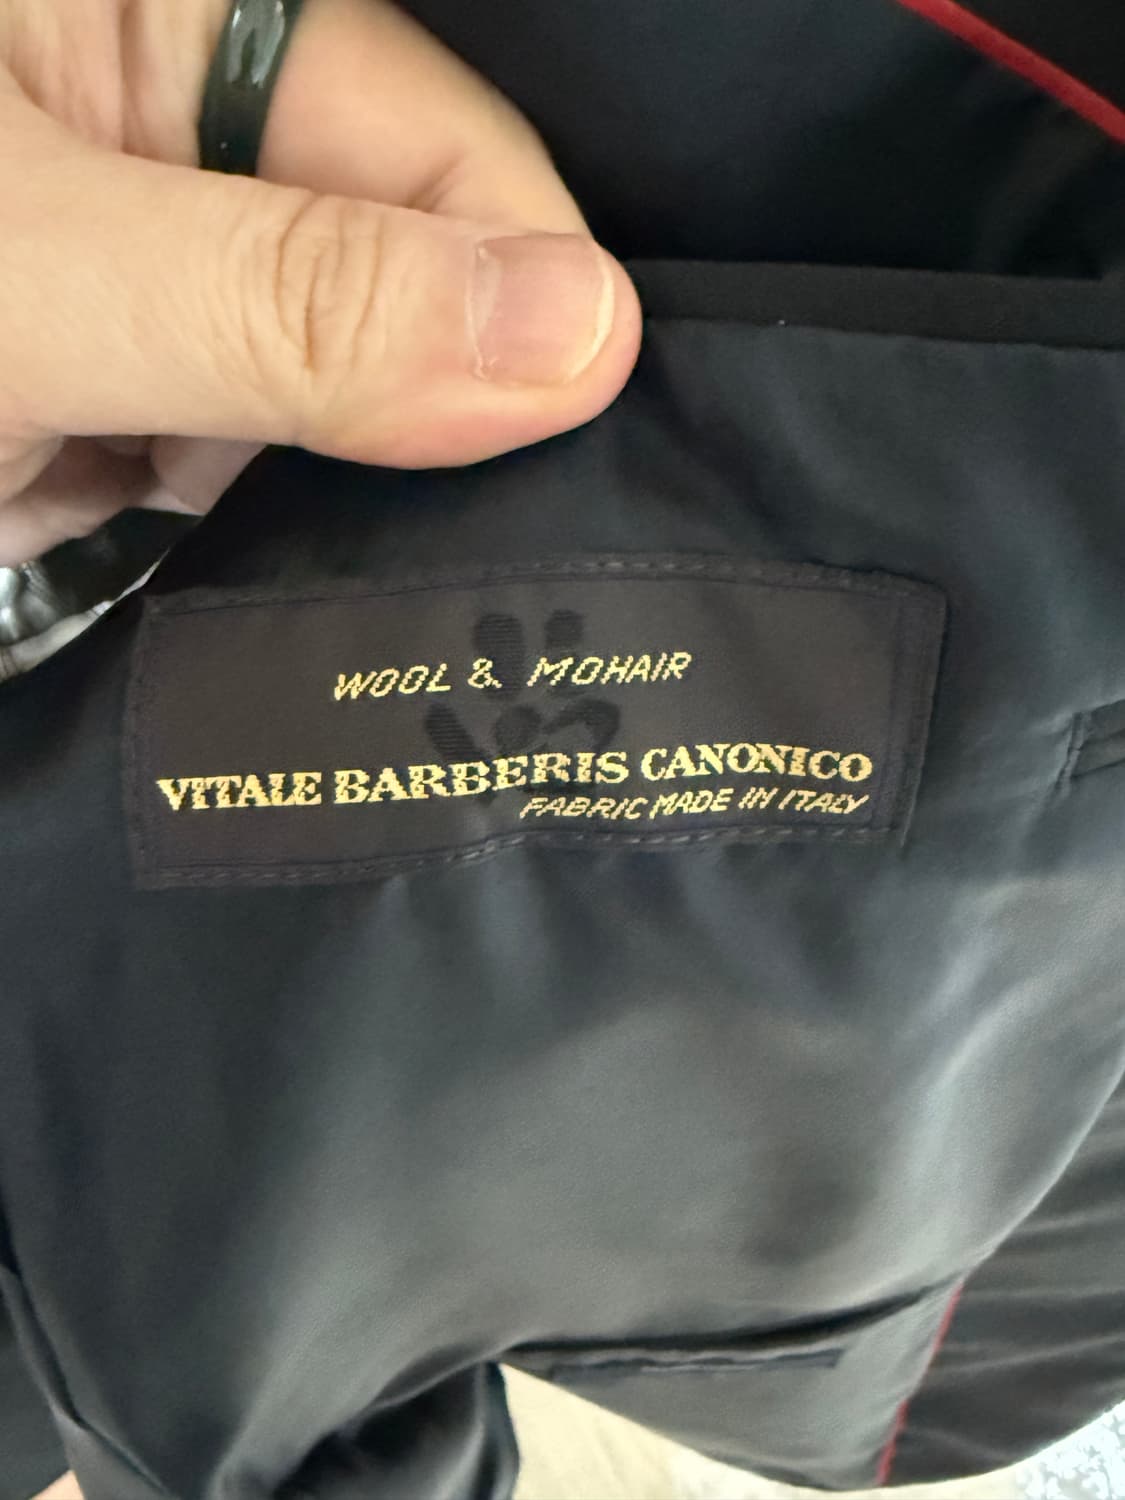 WOOL & MOHAIR
VITALE BARBERIS CANONICO
FABRIC MADE IN ITALY